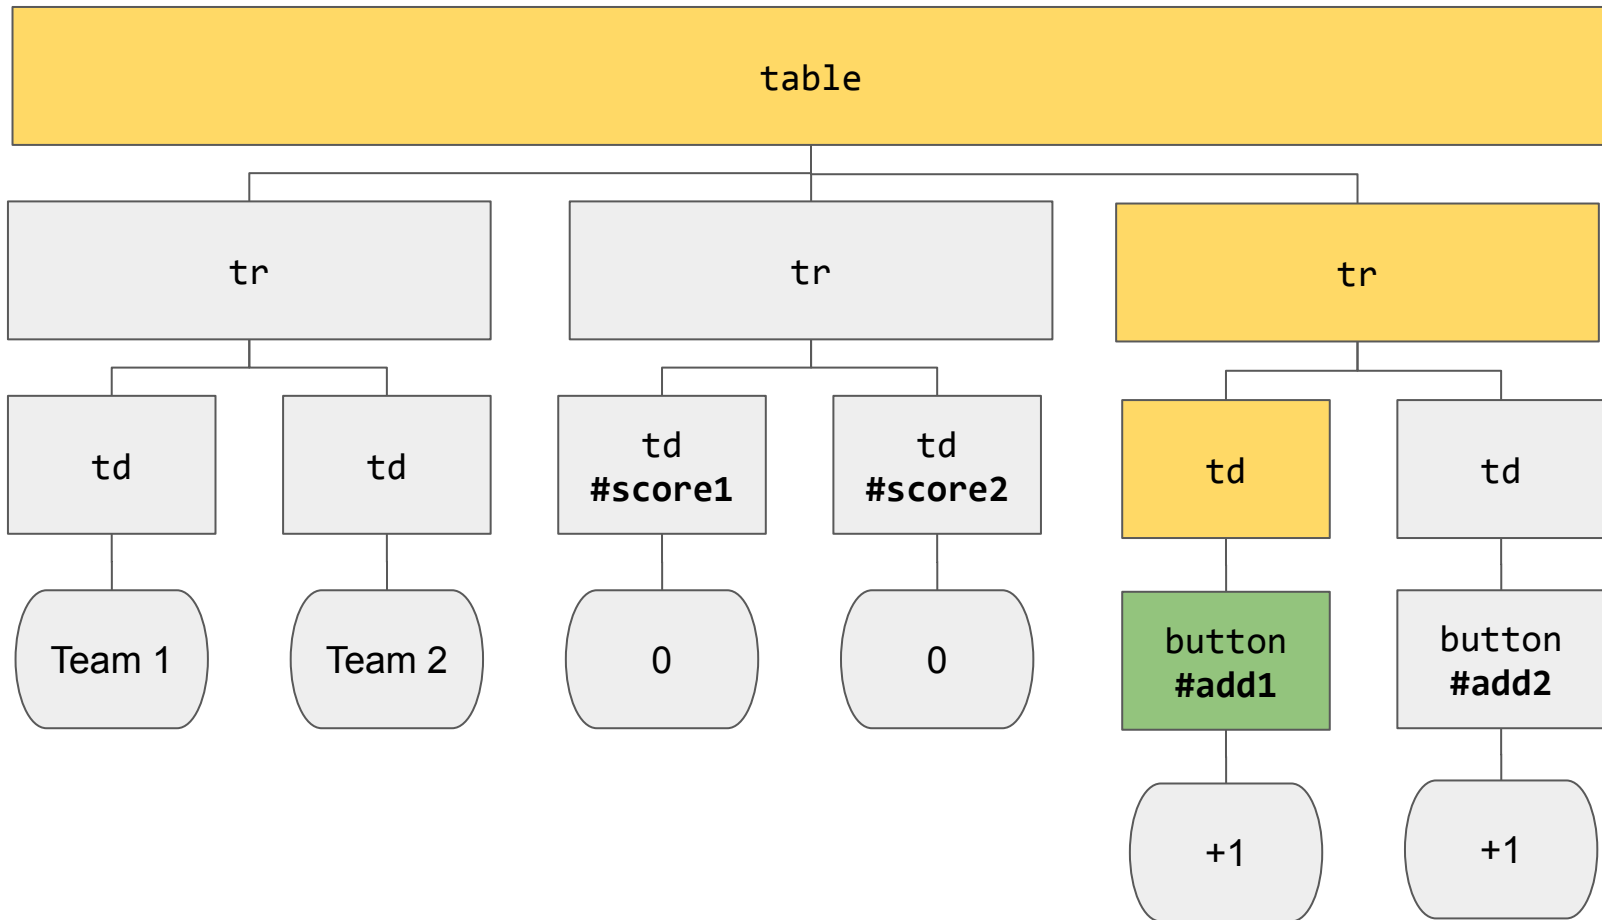 table
tr
tr
tr
td
td
td
#score1
td
#score2
td
td
Team 1
Team 2
0
0
button
#add1
button
#add2
+1
+1